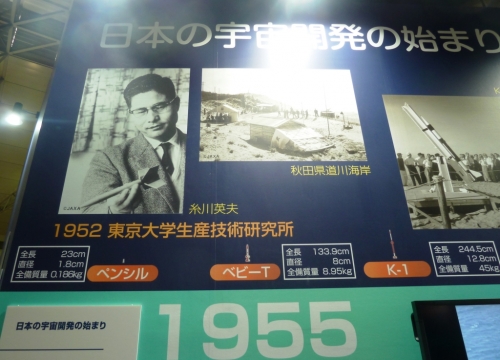 日本の宇宙開発の始まり
秋田県道川海岸
糸川英夫
1952 東京大学生産技術研究所
全長 23cm
直径 1.8cm
全備質量 0.186kg
ペンシル
ベビーT
全長 133.9cm
直径 8cm
全備質量 8.95kg
K-1
全長 244.5cm
直径 12.8cm
全備質量 45kg
1955
日本の宇宙開発の始まり